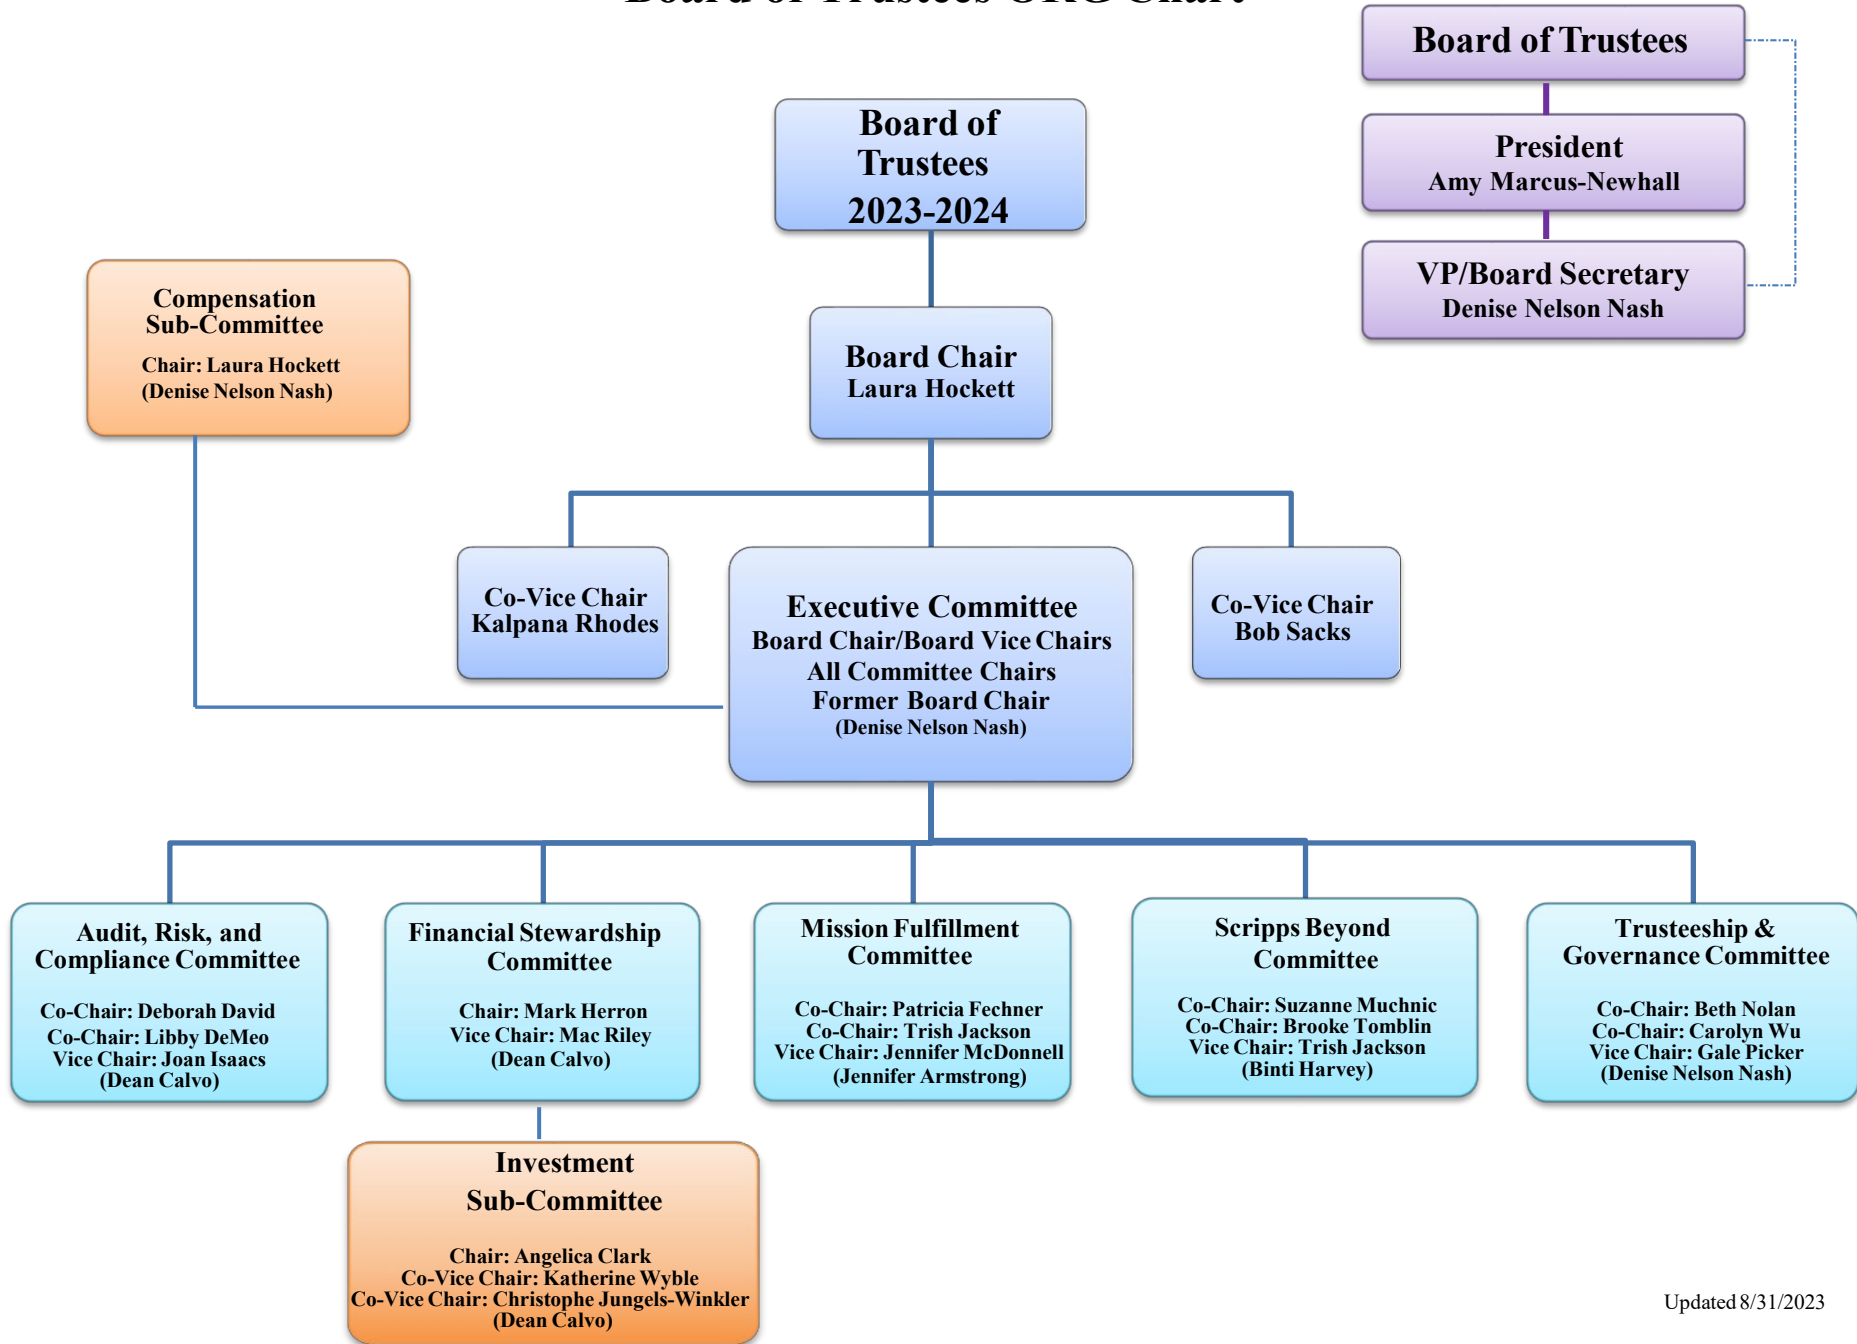 Board of Trustees ORG Chart
Board of Trustees
President
Amy Marcus-Newhall
VP/Board Secretary
Denise Nelson Nash
Board of
Trustees
2023-2024
Compensation
Sub-Committee
Chair: Laura Hockett
(Denise Nelson Nash)
Board Chair
Laura Hockett
Co-Vice Chair
Kalpana Rhodes
Executive Committee
Board Chair/Board Vice Chairs
All Committee Chairs
Former Board Chair
(Denise Nelson Nash)
Co-Vice Chair
Bob Sacks
Audit, Risk, and
Compliance Committee
Co-Chair: Deborah David
Co-Chair: Libby DeMeo
Vice Chair: Joan Isaacs
(Dean Calvo)
Financial Stewardship
Committee
Chair: Mark Herron
Vice Chair: Mac Riley
(Dean Calvo)
Mission Fulfillment
Committee
Co-Chair: Patricia Fechner
Co-Chair: Trish Jackson
Vice Chair: Jennifer McDonnell
(Jennifer Armstrong)
Scripps Beyond
Committee
Co-Chair: Suzanne Muchnic
Co-Chair: Brooke Tomblin
Vice Chair: Trish Jackson
(Binti Harvey)
Trusteeship &
Governance Committee
Co-Chair: Beth Nolan
Co-Chair: Carolyn Wu
Vice Chair: Gale Picker
(Denise Nelson Nash)
Investment
Sub-Committee
Chair: Angelica Clark
Co-Vice Chair: Katherine Wyble
Co-Vice Chair: Christophe Jungels-Winkler
(Dean Calvo)
Updated 8/31/2023